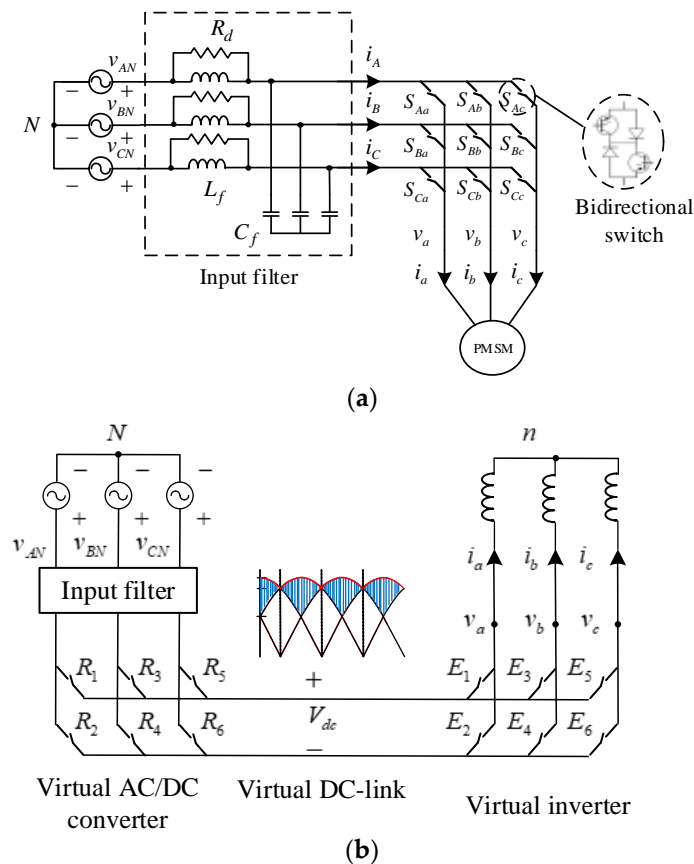 R_d
v_AN i_A
− + S_Aa S_Ab S_Ac
N v_BN i_B
− + S_Ba S_Bb S_Bc
v_CN i_C
− + L_f S_Ca S_Cb S_Cc
Bidirectional
switch
C_f v_a v_b v_c
Input filter i_a i_b i_c
PMSM
(a)
N n
− − −
+ + +
v_AN v_BN v_CN i_a i_b i_c
Input filter v_a v_b v_c
R_1 R_3 R_5 + E_1 E_3 E_5
V_dc
R_2 R_4 R_6 − E_2 E_4 E_6
Virtual AC/DC
converter
Virtual DC-link
Virtual inverter
(b)